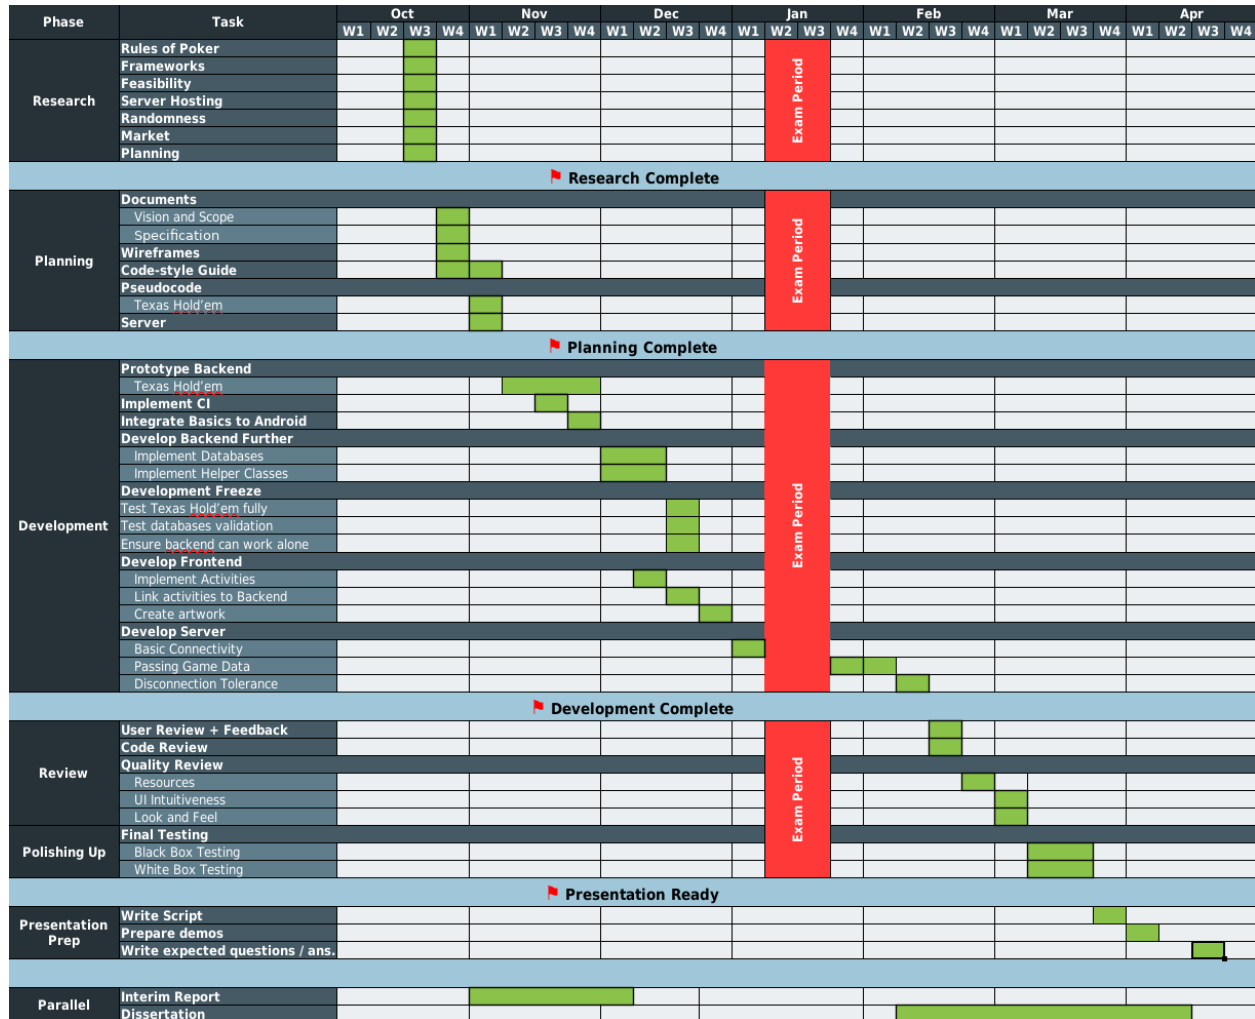 Phase Task Oct Nov Dec Jan Feb Mar Apr
W1 W2 W3 W4 W1 W2 W3 W4 W1 W2 W3 W4 W1 W2 W3 W4 W1 W2 W3 W4 W1 W2 W3 W4 W1 W2 W3 W4
Research
Rules of Poker
Frameworks
Feasibility
Server Hosting
Randomness
Market
Planning
Exam Period
Research Complete
Planning
Documents
Vision and Scope
Specification
Wireframes
Code-style Guide
Pseudocode
Texas Hold'em
Server
Exam Period
Planning Complete
Development
Prototype Backend
Texas Hold'em
Implement CI
Integrate Basics to Android
Develop Backend Further
Implement Databases
Implement Helper Classes
Development Freeze
Test Texas Hold'em fully
Test databases validation
Ensure backend can work alone
Develop Frontend
Implement Activities
Link activities to Backend
Create artwork
Develop Server
Basic Connectivity
Passing Game Data
Disconnection Tolerance
Exam Period
Development Complete
Review
User Review + Feedback
Code Review
Quality Review
Resources
UI Intuitiveness
Look and Feel
Polishing Up
Final Testing
Black Box Testing
White Box Testing
Exam Period
Presentation Ready
Presentation
Prep
Write Script
Prepare demos
Write expected questions / ans.
Parallel
Interim Report
Dissertation